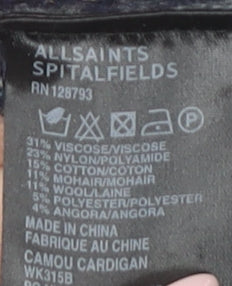 ALLSAINTS
SPITALFIELDS
RN128793
P
31% VISCOSE/VISCOSE
23% NYLON/POLYAMIDE
15% COTTON/COTON
11% MOHAIR/MOHAIR
11% WOOL/LAINE
5% POLYESTER/POLYESTER
4% ANGORA/ANGORA
MADE IN CHINA
FABRIQUE AU CHINE
CAMOU CARDIGAN
WK315B